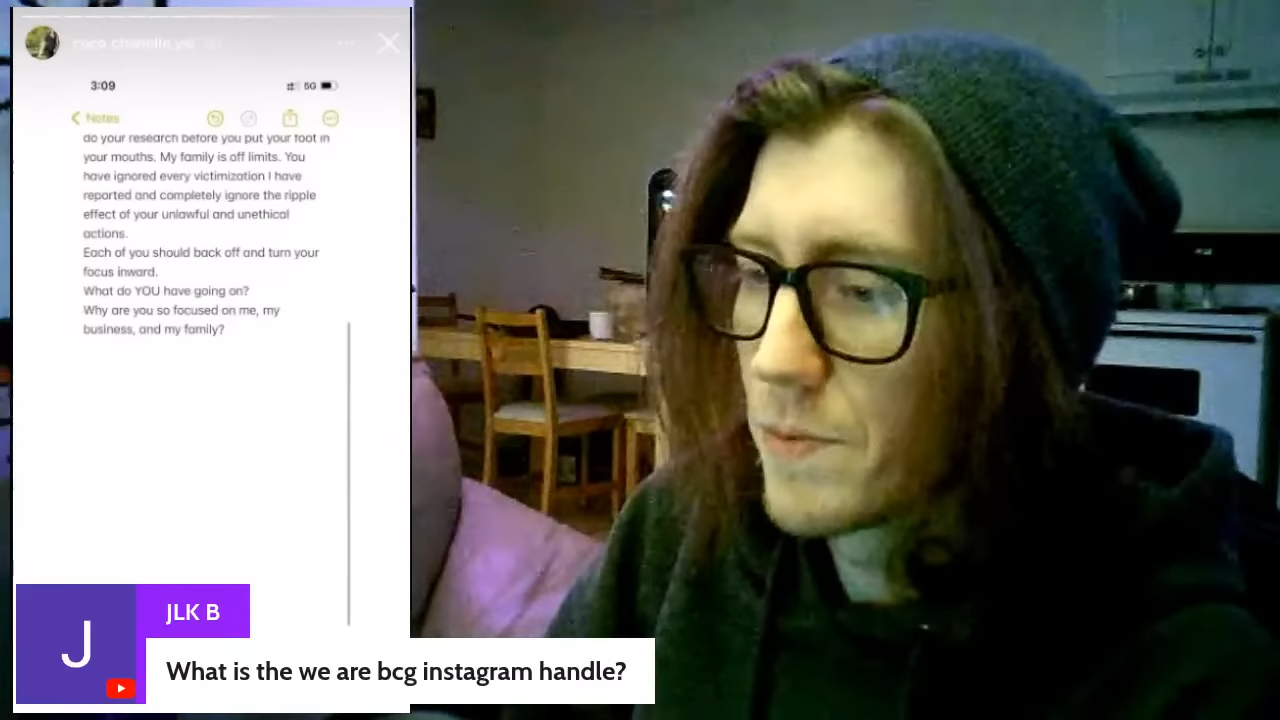 3:09
5G
Notes
do your research before you put your foot in
your mouths. My family is off limits. You
have ignored every victimization I have
reported and completely ignore the ripple
effect of your unlawful and unethical
actions.
Each of you should back off and turn your
focus inward.
What do YOU have going on?
Why are you so focused on me, my
business, and my family?
J
JLK B
What is the we are bcg instagram handle?